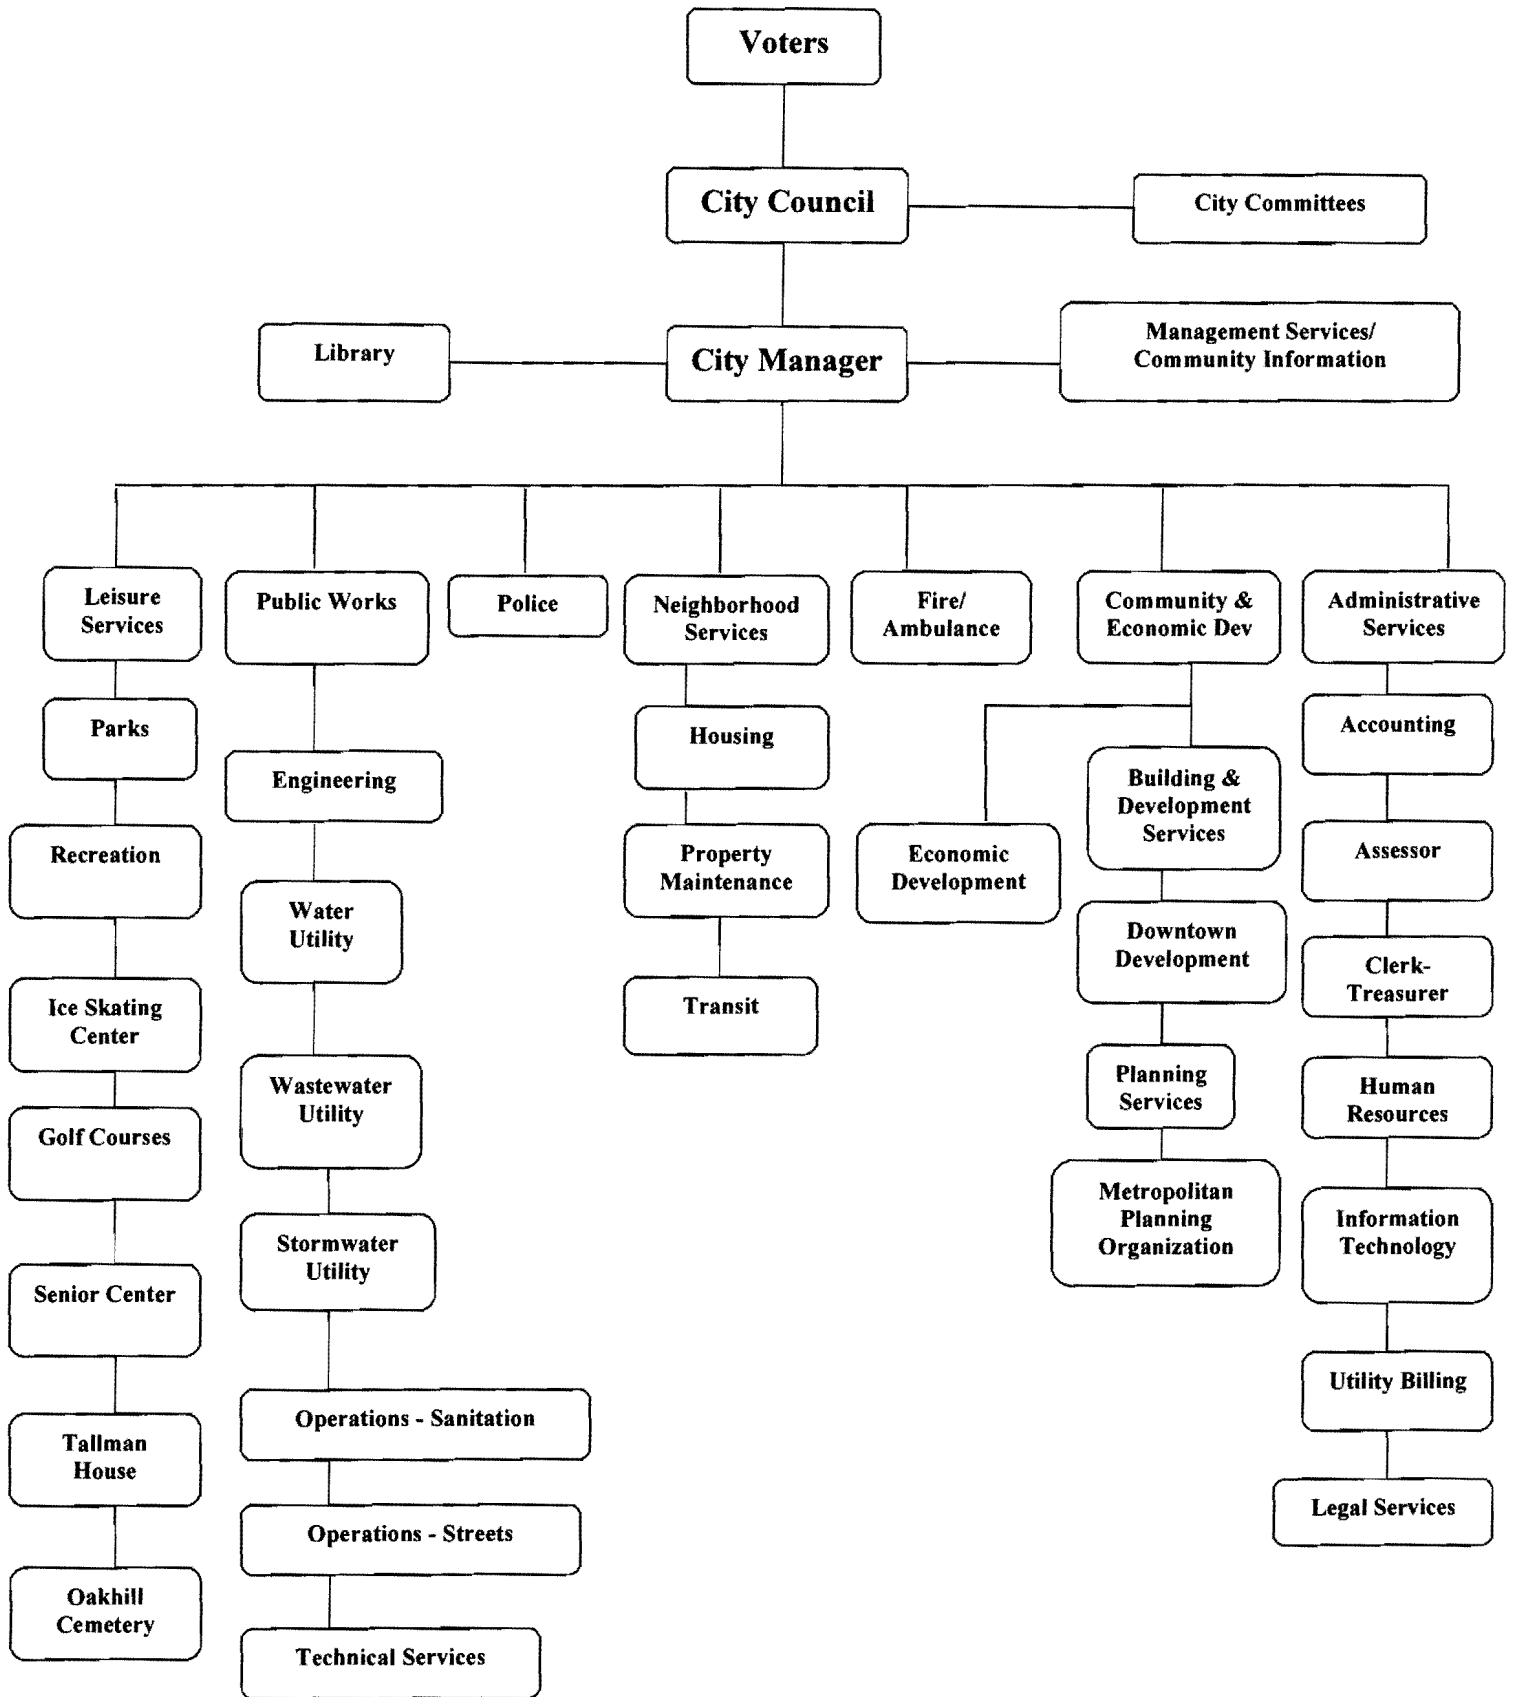 Voters
City Council
City Committees
Library
City Manager
Management Services/
Community Information
Leisure
Services
Public Works
Police
Neighborhood
Services
Fire/
Ambulance
Community &
Economic Dev
Administrative
Services
Parks
Recreation
Ice Skating
Center
Golf Courses
Senior Center
Tallman
House
Oakhill
Cemetery
Engineering
Water
Utility
Wastewater
Utility
Stormwater
Utility
Operations - Sanitation
Operations - Streets
Technical Services
Housing
Property
Maintenance
Transit
Economic
Development
Building &
Development
Services
Downtown
Development
Planning
Services
Metropolitan
Planning
Organization
Accounting
Assessor
Clerk-
Treasurer
Human
Resources
Information
Technology
Utility Billing
Legal Services